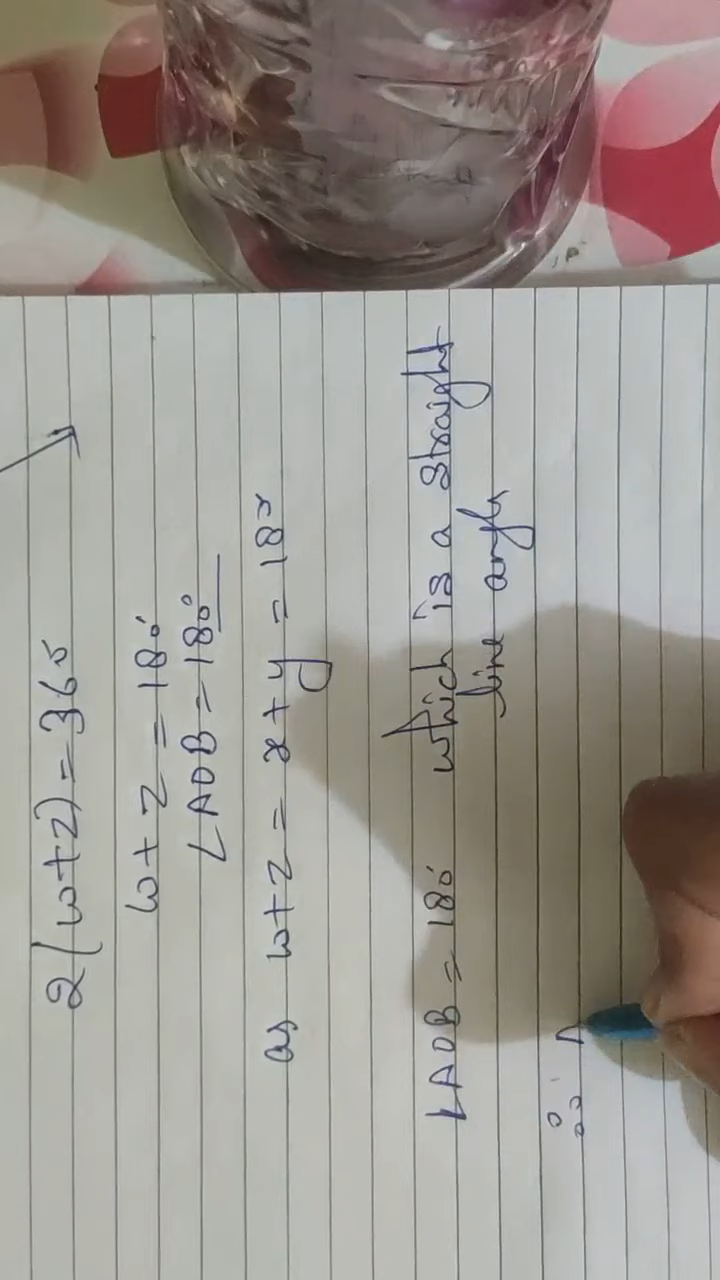 2(w+z) = 360
w+z = 180°
∠AOB = 180°
as w+z = x+y = 180
∠AOB = 180° which is a straight
line angle
∴ A